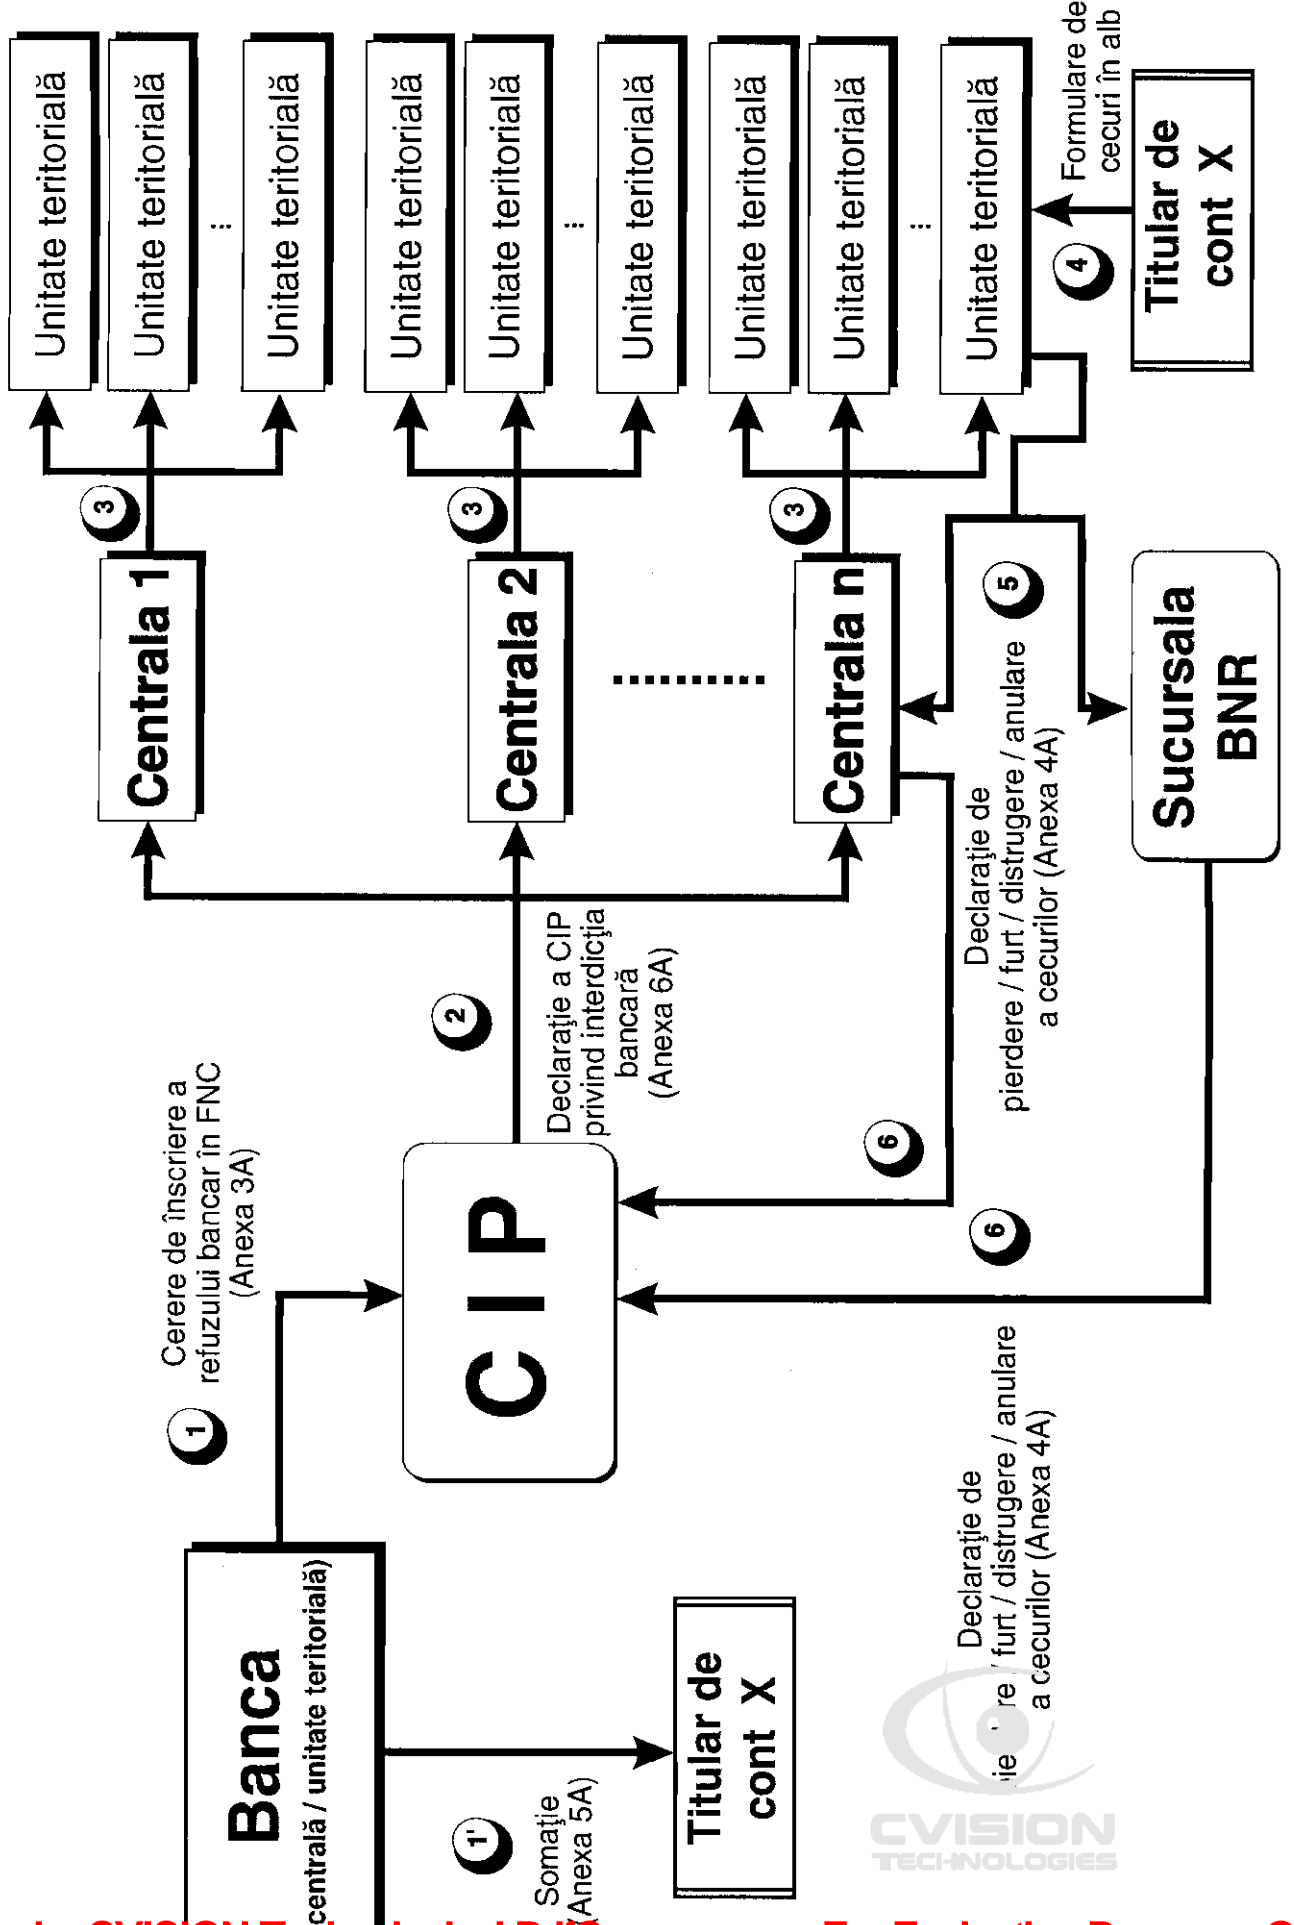 Banca
centrală / unitate teritorială)
1
Cerere de înscriere a
refuzului bancar în FNC
(Anexa 3A)
1'
Somaţie
(Anexa 5A)
Titular de
cont X
C I P
2
Declaraţie a CIP
privind interdicţia
bancară
(Anexa 6A)
Centrala 1
Centrala 2
Centrala n
3
3
3
Unitate teritorială
Unitate teritorială
...
Unitate teritorială
Unitate teritorială
Unitate teritorială
...
Unitate teritorială
Unitate teritorială
Unitate teritorială
...
Unitate teritorială
4
Formulare de
cecuri în alb
Titular de
cont X
5
Declaraţie de
pierdere / furt / distrugere / anulare
a cecurilor (Anexa 4A)
Sucursala
BNR
6
6
Declaraţie de
/ furt / distrugere / anulare
a cecurilor (Anexa 4A)
CVISION
TECHNOLOGIES